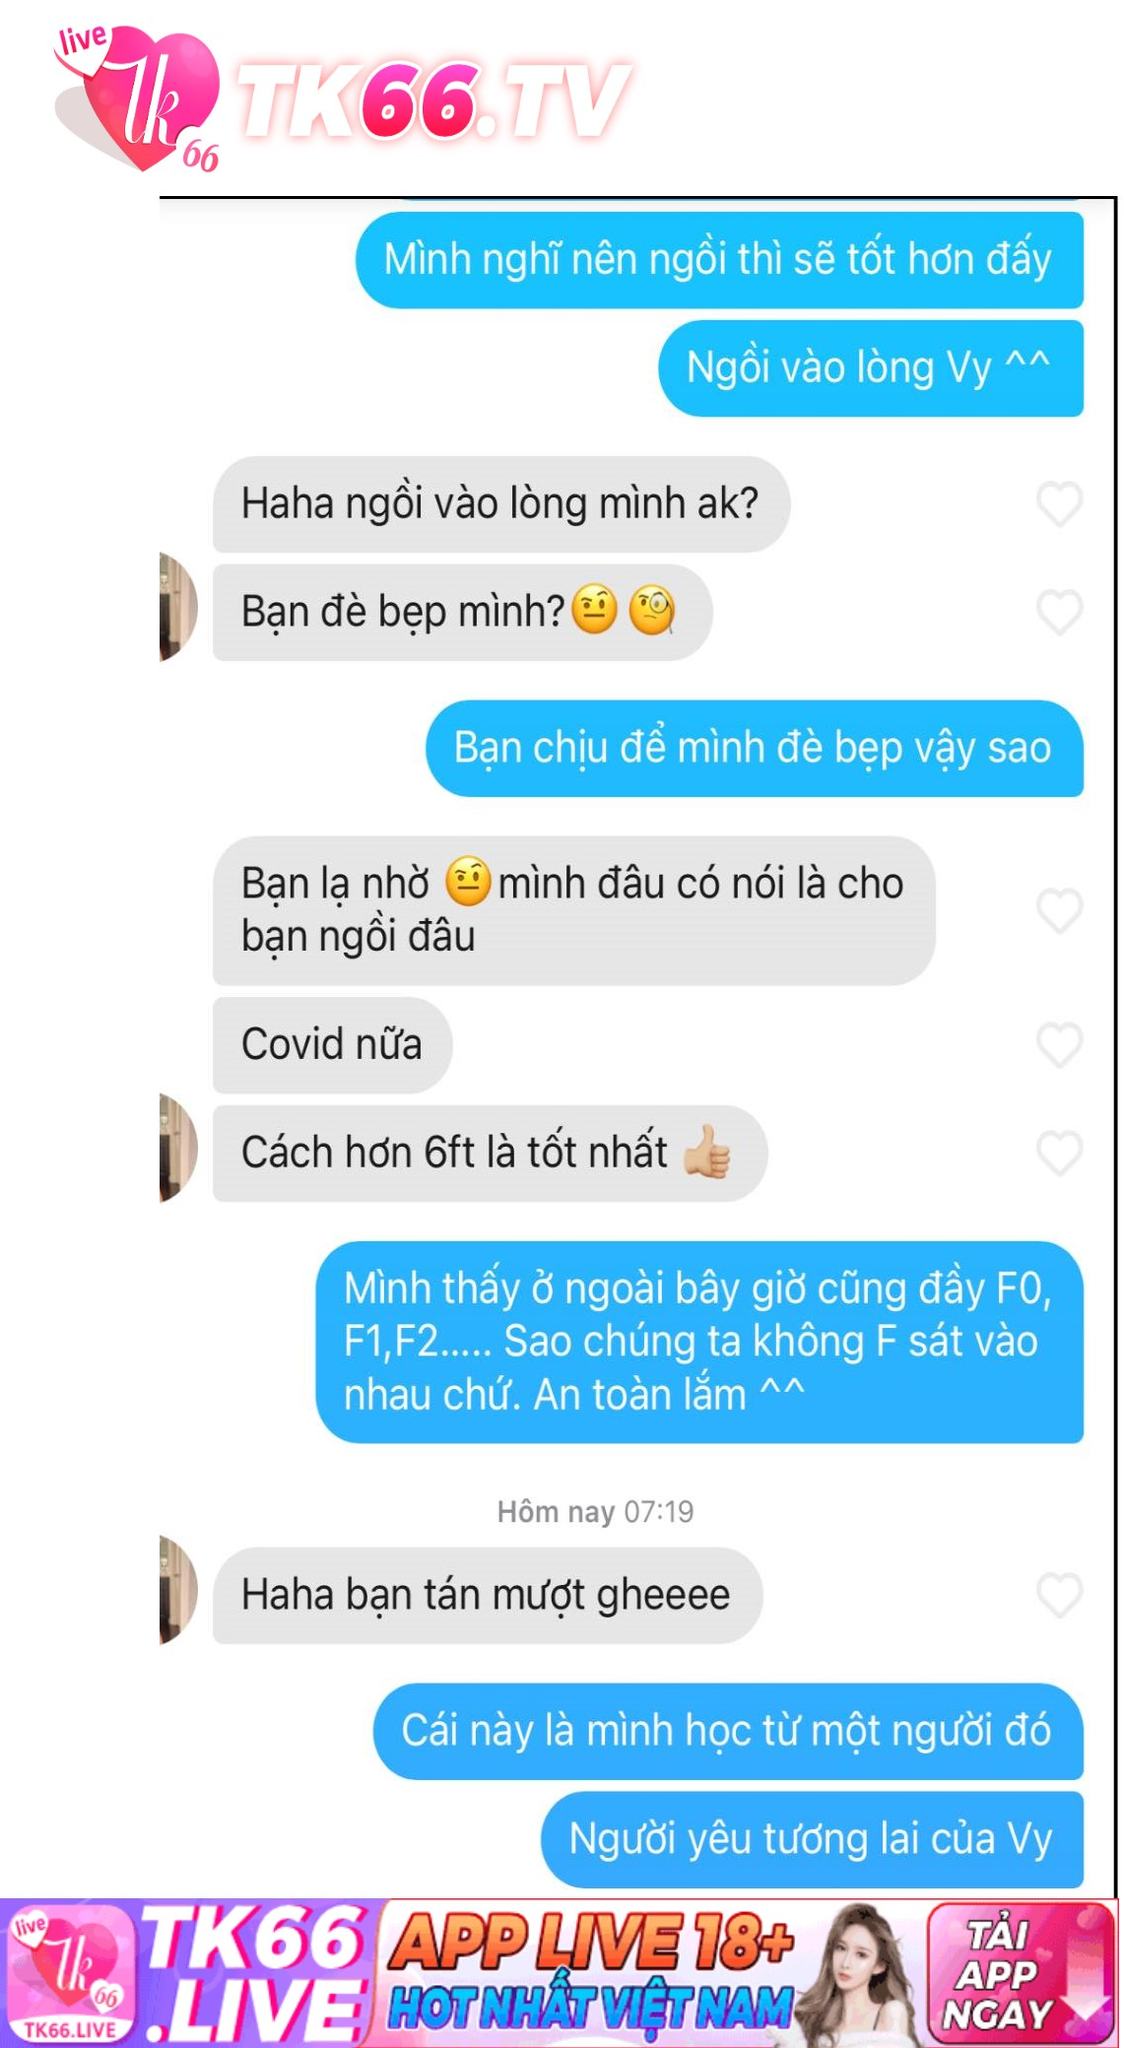 live
tk
66
TK66.TV
Mình nghĩ nên ngồi thì sẽ tốt hơn đấy
Ngồi vào lòng Vy ^^
Haha ngồi vào lòng mình ak?
Bạn đè bẹp mình?🤨🧐
Bạn chịu để mình đè bẹp vậy sao
Bạn lạ nhờ 🤨mình đâu có nói là cho
bạn ngồi đâu
Covid nữa
Cách hơn 6ft là tốt nhất 👍🏼
Mình thấy ở ngoài bây giờ cũng đầy F0,
F1,F2..... Sao chúng ta không F sát vào
nhau chứ. An toàn lắm ^^
Hôm nay 07:19
Haha bạn tán mượt gheeee
Cái này là mình học từ một người đó
Người yêu tương lai của Vy
live
tk
66
TK66.LIVE
TK66
.LIVE
APP LIVE 18+
HOT NHẤT VIỆT NAM
TẢI
APP
NGAY